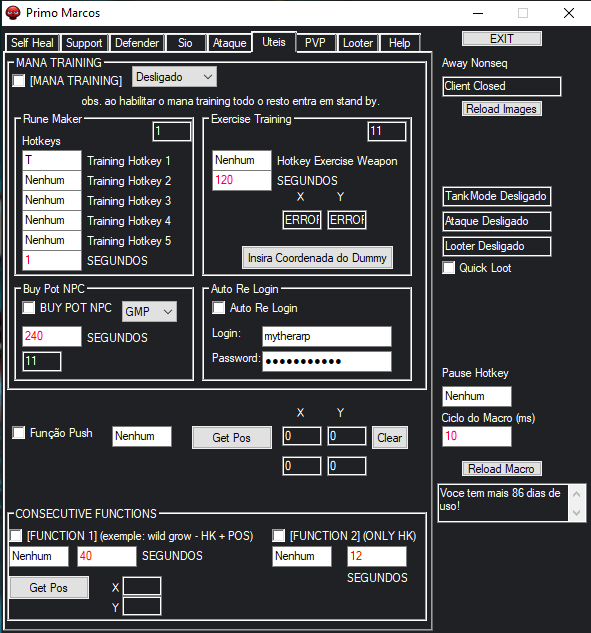 Primo Marcos
Self Heal Support Defender Sio Ataque Uteis PVP Looter Help
EXIT
MANA TRAINING
[MANA TRAINING] Desligado
obs. ao habilitar o mana training todo o resto entra em stand by.
Rune Maker
1
Hotkeys
T Training Hotkey 1
Nenhum Training Hotkey 2
Nenhum Training Hotkey 3
Nenhum Training Hotkey 4
Nenhum Training Hotkey 5
1 SEGUNDOS
Exercise Training
11
Nenhum Hotkey Exercise Weapon
120 SEGUNDOS
X Y
ERROF ERROF
Insira Coordenada do Dummy
Buy Pot NPC
BUY POT NPC GMP
240 SEGUNDOS
11
Auto Re Login
Auto Re Login
Login: mytherarp
Password: ●●●●●●●●●●●
Função Push Nenhum Get Pos
X Y
0 0 Clear
0 0
CONSECUTIVE FUNCTIONS
[FUNCTION 1] (exemple: wild grow - HK + POS)
Nenhum 40 SEGUNDOS
Get Pos X
Y
[FUNCTION 2] (ONLY HK)
Nenhum 12
SEGUNDOS
Away Nonseq
Client Closed
Reload Images
TankMode Desligado
Ataque Desligado
Looter Desligado
Quick Loot
Pause Hotkey
Nenhum
Ciclo do Macro (ms)
10
Reload Macro
Voce tem mais 86 dias de
uso!